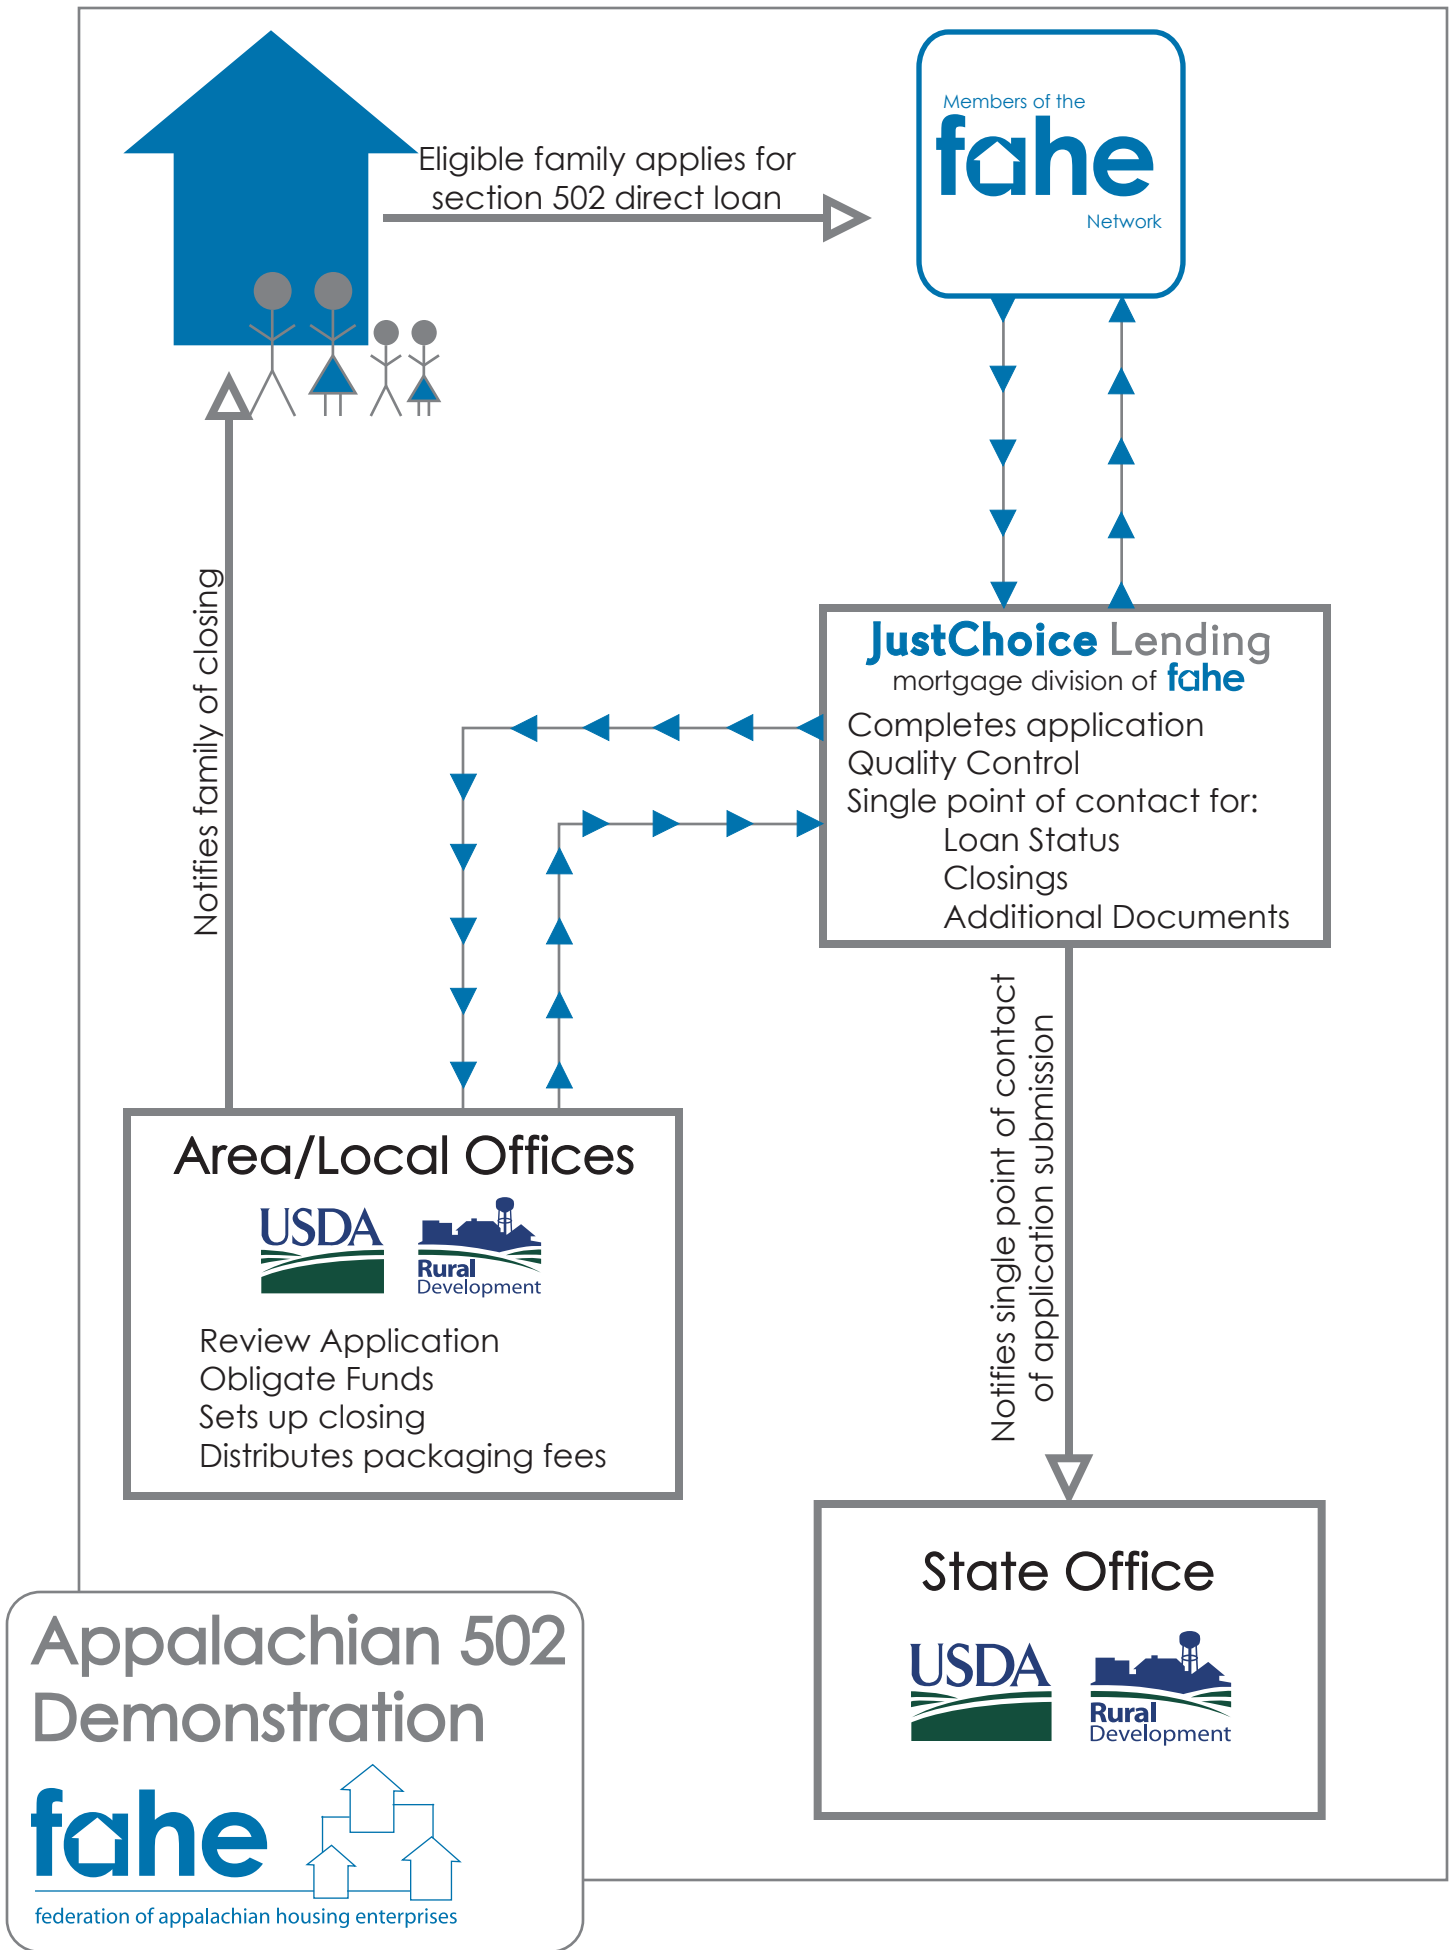 Eligible family applies for
section 502 direct loan
Members of the
fahe
Network
Notifies family of closing
JustChoice Lending
mortgage division of fahe
Completes application
Quality Control
Single point of contact for:
Loan Status
Closings
Additional Documents
Notifies single point of contact
of application submission
Area/Local Offices
USDA
Rural
Development
Review Application
Obligate Funds
Sets up closing
Distributes packaging fees
State Office
USDA
Rural
Development
Appalachian 502
Demonstration
fahe
federation of appalachian housing enterprises